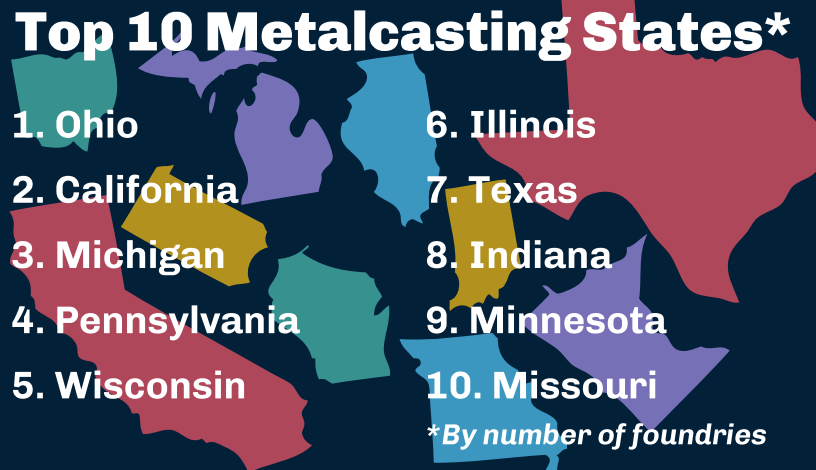 Top 10 Metalcasting States*
1. Ohio
2. California
3. Michigan
4. Pennsylvania
5. Wisconsin
6. Illinois
7. Texas
8. Indiana
9. Minnesota
10. Missouri
*By number of foundries